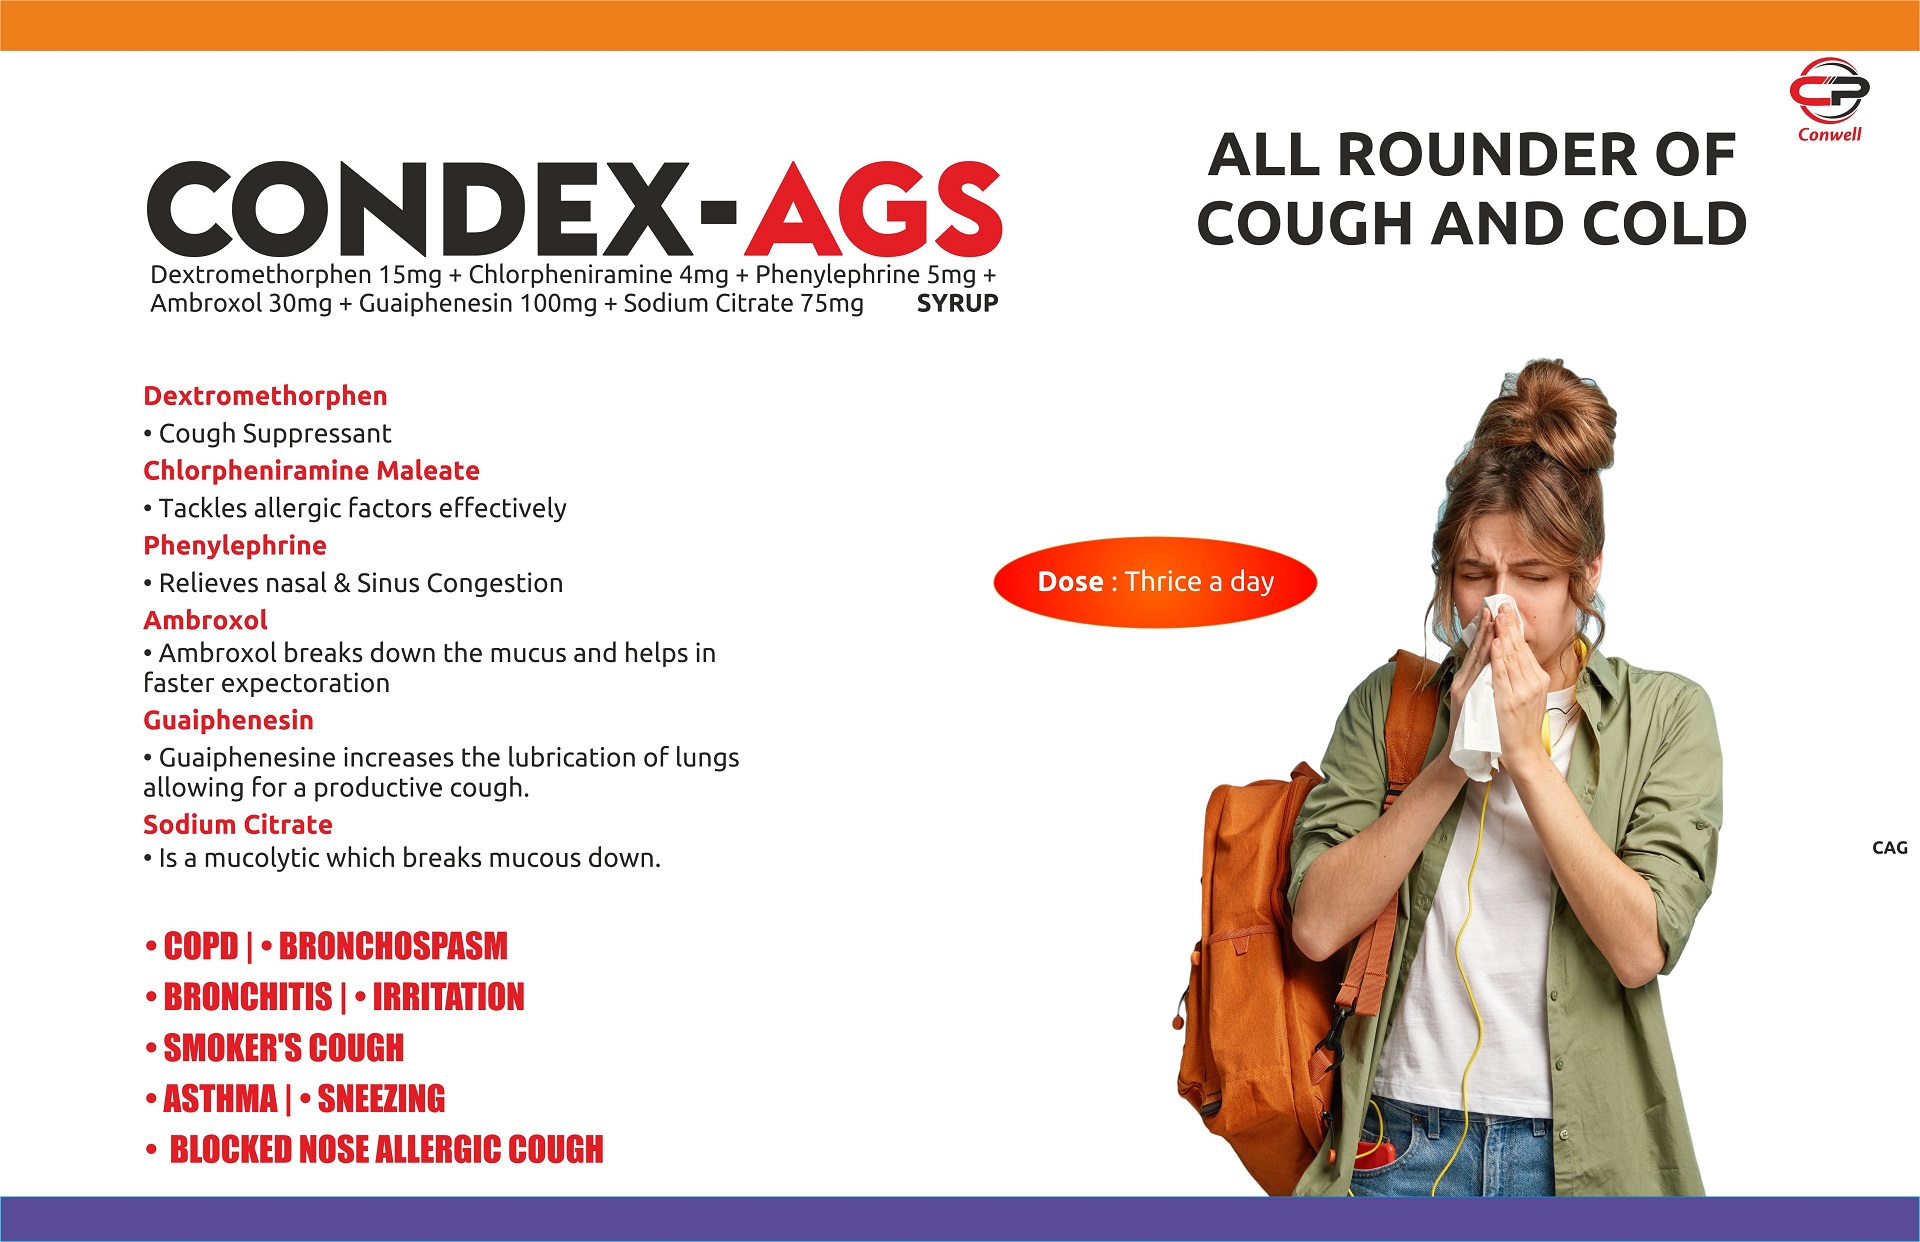 CP
Conwell
CONDEX-AGS
Dextromethorphen 15mg + Chlorpheniramine 4mg + Phenylephrine 5mg +
Ambroxol 30mg + Guaiphenesin 100mg + Sodium Citrate 75mg SYRUP
ALL ROUNDER OF
COUGH AND COLD
Dextromethorphen
• Cough Suppressant
Chlorpheniramine Maleate
• Tackles allergic factors effectively
Phenylephrine
• Relieves nasal & Sinus Congestion
Ambroxol
• Ambroxol breaks down the mucus and helps in
faster expectoration
Guaiphenesin
• Guaiphenesine increases the lubrication of lungs
allowing for a productive cough.
Sodium Citrate
• Is a mucolytic which breaks mucous down.
Dose : Thrice a day
• COPD | • BRONCHOSPASM
• BRONCHITIS | • IRRITATION
• SMOKER'S COUGH
• ASTHMA | • SNEEZING
• BLOCKED NOSE ALLERGIC COUGH
CAG